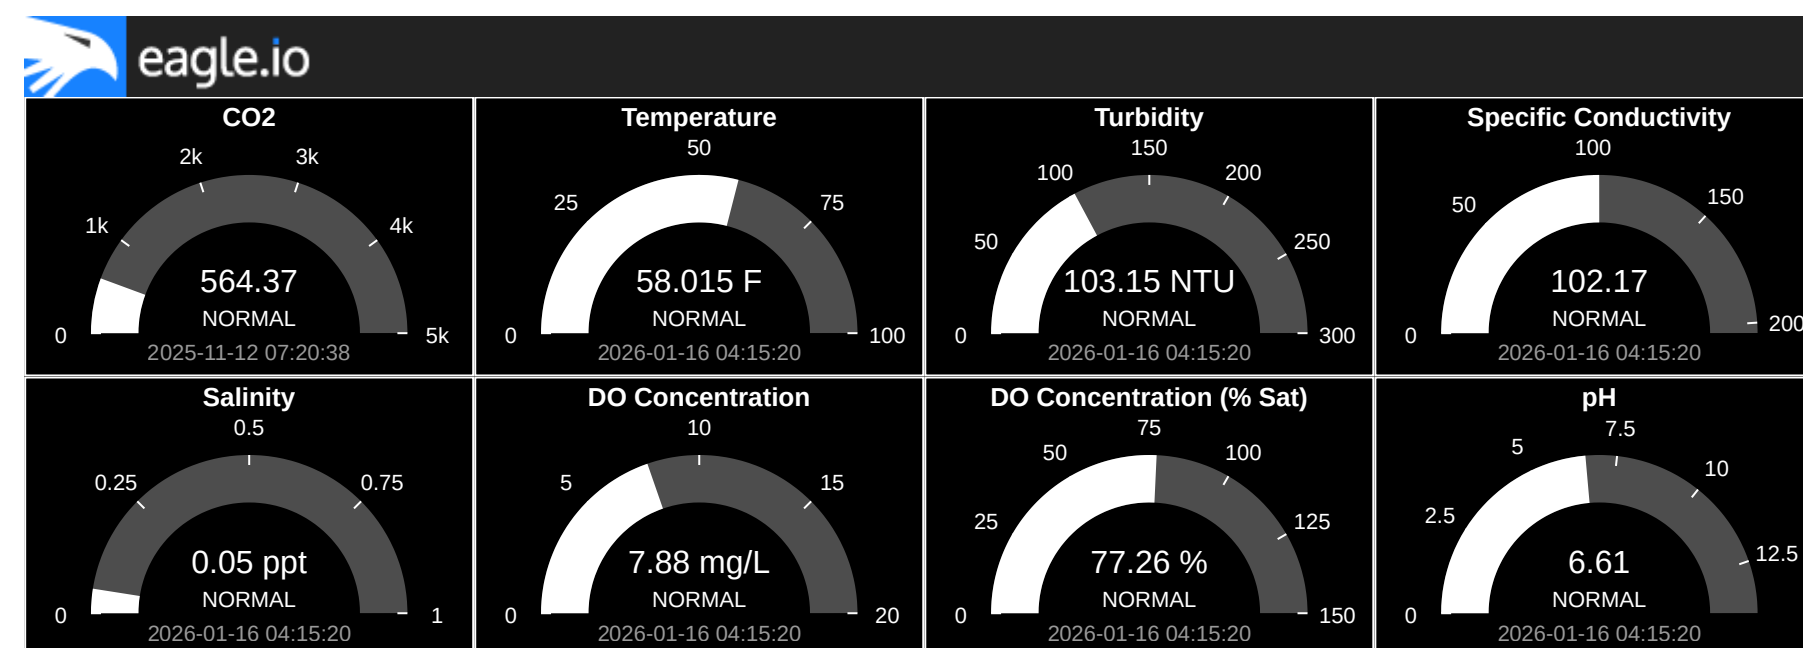 eagle.io
CO2
0
1k
2k
3k
4k
5k
564.37
NORMAL
2025-11-12 07:20:38
Temperature
0
25
50
75
100
58.015 F
NORMAL
2026-01-16 04:15:20
Turbidity
0
50
100
150
200
250
300
103.15 NTU
NORMAL
2026-01-16 04:15:20
Specific Conductivity
0
50
100
150
200
102.17
NORMAL
2026-01-16 04:15:20
Salinity
0
0.25
0.5
0.75
1
0.05 ppt
NORMAL
2026-01-16 04:15:20
DO Concentration
0
5
10
15
20
7.88 mg/L
NORMAL
2026-01-16 04:15:20
DO Concentration (% Sat)
0
25
50
75
100
125
150
77.26 %
NORMAL
2026-01-16 04:15:20
pH
0
2.5
5
7.5
10
12.5
6.61
NORMAL
2026-01-16 04:15:20